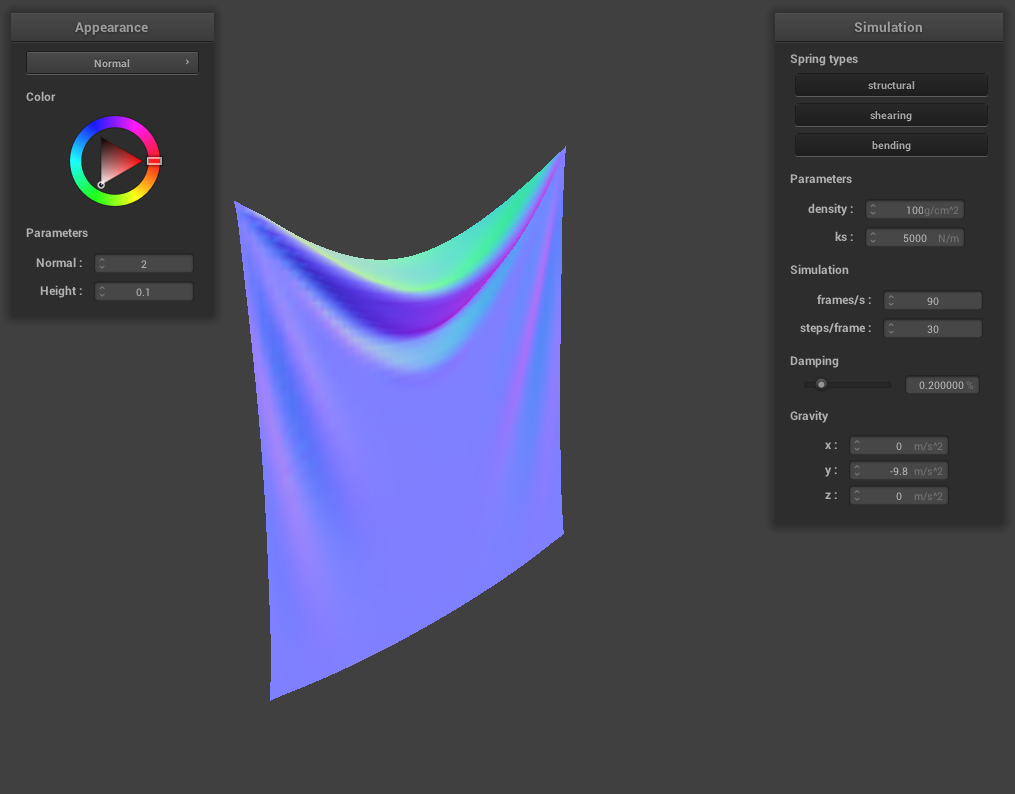 Appearance
Normal ›
Color
Parameters
Normal : 2
Height : 0.1
Simulation
Spring types
structural
shearing
bending
Parameters
density : 100g/cm^2
ks : 5000 N/m
Simulation
frames/s : 90
steps/frame : 30
Damping
0.200000 %
Gravity
x : 0 m/s^2
y : -9.8 m/s^2
z : 0 m/s^2